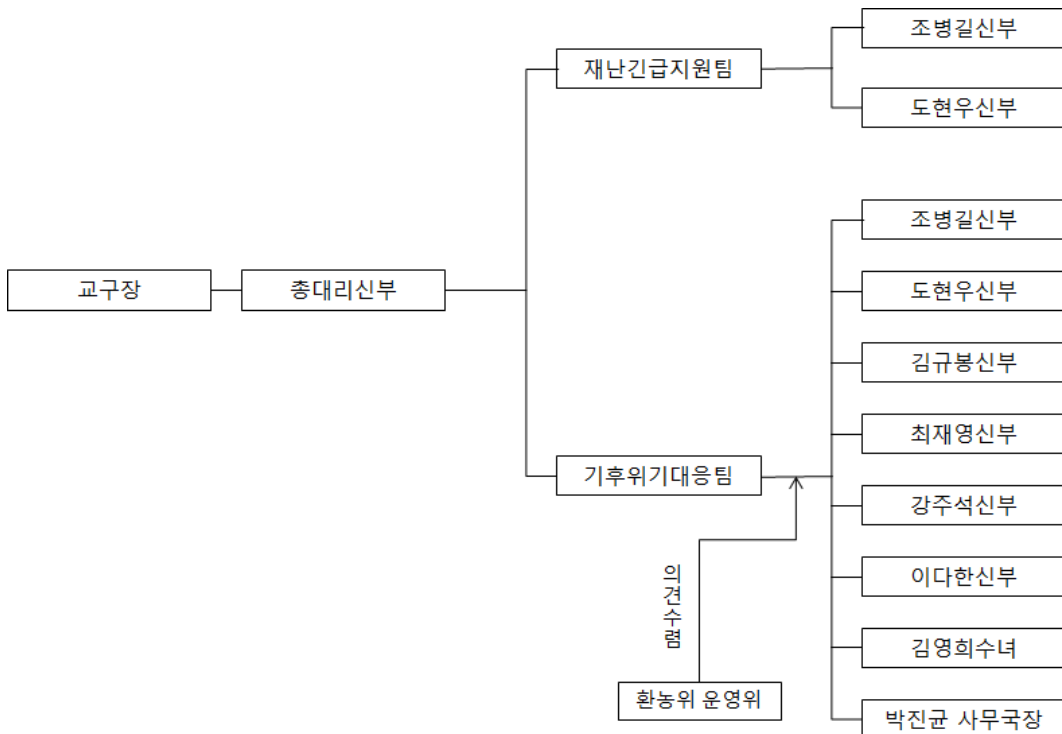 교구장
총대리신부
재난긴급지원팀
조병길신부
도현우신부
기후위기대응팀
조병길신부
도현우신부
김규봉신부
최재영신부
강주석신부
이다한신부
김영희수녀
박진균 사무국장
의견수렴
환농위 운영위